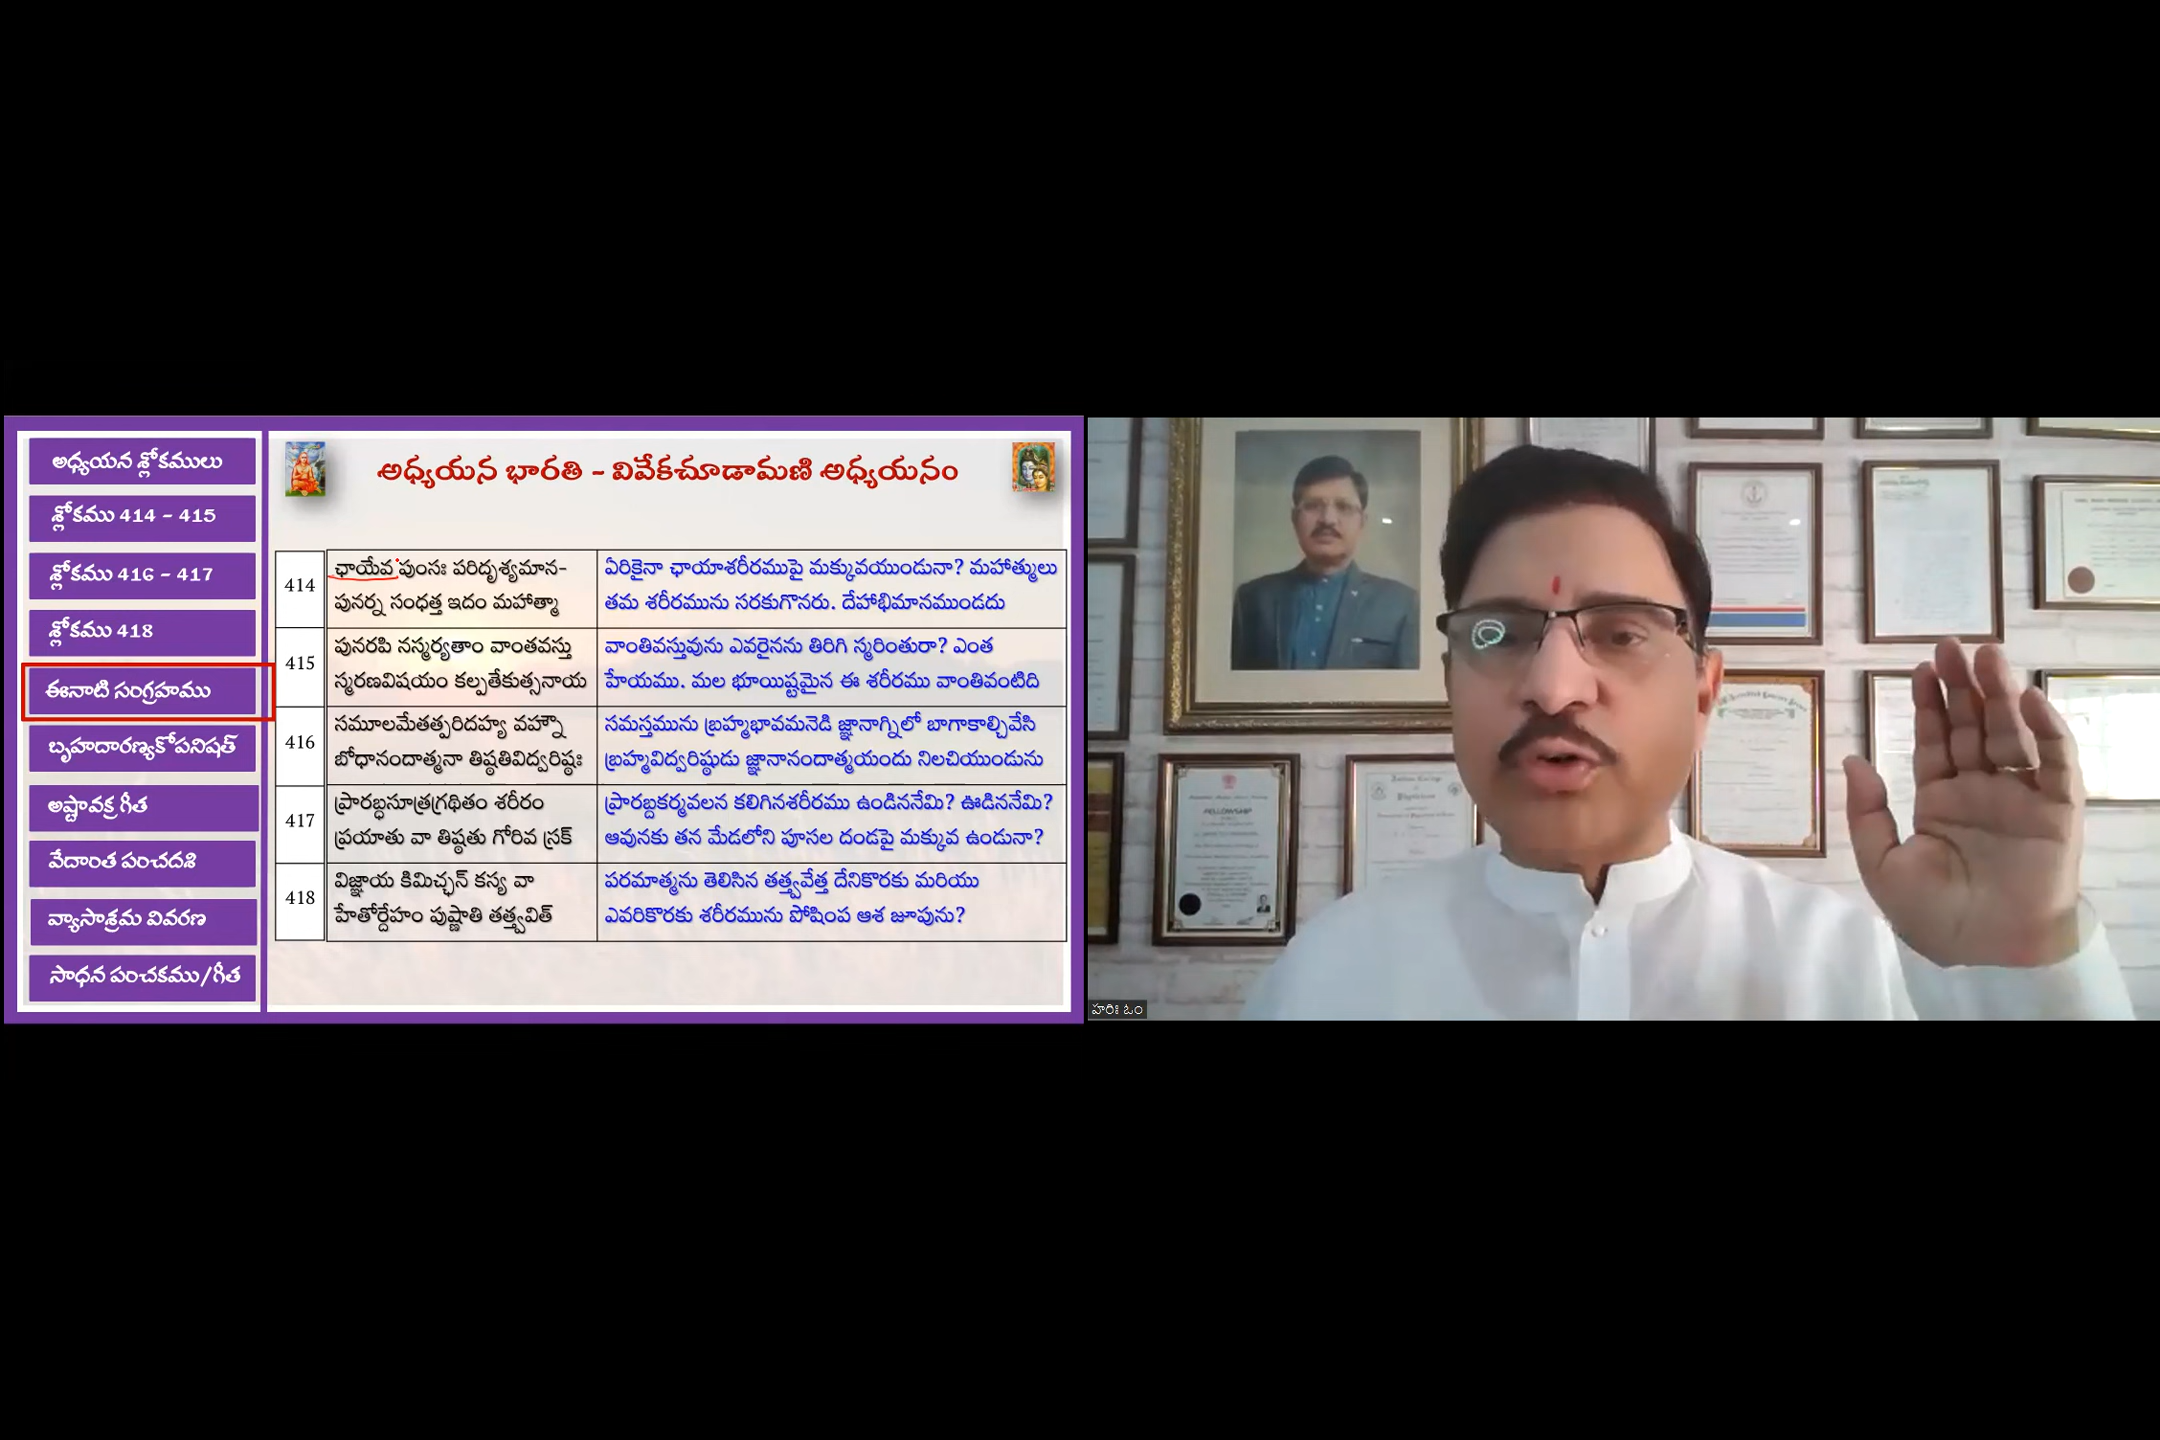 అధ్యయన శ్లోకములు
శ్లోకము 414 - 415
శ్లోకము 416 - 417
శ్లోకము 418
ఈనాటి సంగ్రహము
బృహదారణ్యకోపనిషత్
అష్టావక్ర గీత
వేదాంత పంచదశి
వ్యాసాశ్రమ వివరణ
సాధన పంచకము/గీత
అధ్యయన భారతి - వివేకచూడామణి అధ్యయనం
414
ఛాయేవ పుంసః పరిదృశ్యమాన-
పునర్న సంధత్త ఇదం మహాత్మా
ఏరికైనా ఛాయాశరీరముపై మక్కువయుండునా? మహాత్ములు
తమ శరీరమును సరకుగొనరు. దేహాభిమానముండదు
415
పునరపి నస్మర్యతాం వాంతవస్తు
స్మరణవిషయం కల్పతేకుత్సనాయ
వాంతివస్తువును ఎవరైనను తిరిగి స్మరింతురా? ఎంత
హేయము. మల భూయిష్టమైన ఈ శరీరము వాంతివంటిది
416
సమూలమేతత్పరిదహ్య వహ్నౌ
బోధానందాత్మనా తిష్ఠతివిద్వరిష్ఠః
సమస్తమును బ్రహ్మభావమనెడి జ్ఞానాగ్నిలో బాగాకాల్చివేసి
బ్రహ్మవిద్వరిష్ఠుడు జ్ఞానానందాత్మయందు నిలచియుండును
417
ప్రారబ్ధసూత్రగ్రథితం శరీరం
ప్రయాతు వా తిష్ఠతు గోరివ స్రక్
ప్రారబ్దకర్మవలన కలిగినశరీరము ఉండిననేమి? ఊడిననేమి?
ఆవునకు తన మేడలోని పూసల దండపై మక్కువ ఉండునా?
418
విజ్ఞాయ కిమిచ్ఛన్ కస్య వా
హేతోర్దేహం పుష్ణాతి తత్త్వవిత్
పరమాత్మను తెలిసిన తత్త్వవేత్త దేనికొరకు మరియు
ఎవరికొరకు శరీరమును పోషింప ఆశ జూపును?
FELLOWSHIP
హరిః ఓం